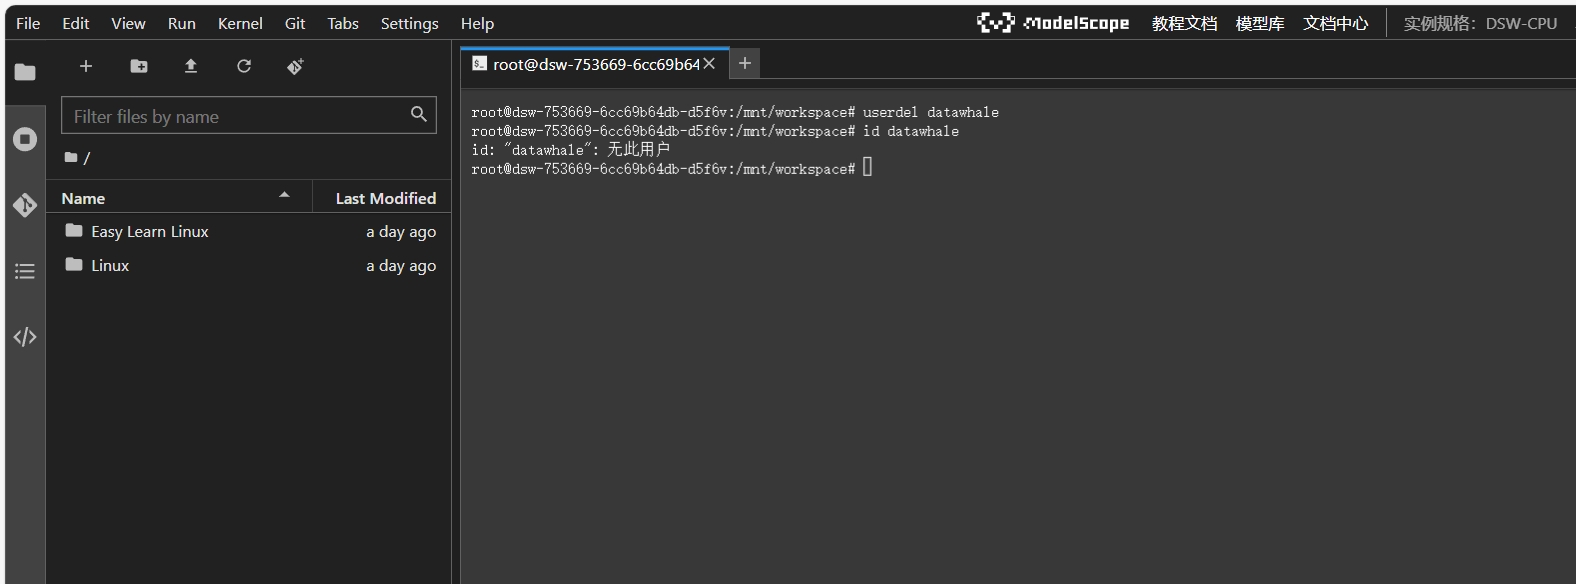 File Edit View Run Kernel Git Tabs Settings Help
ModelScope 教程文档 模型库 文档中心 实例规格：DSW-CPU
root@dsw-753669-6cc69b64
Filter files by name
/
Name Last Modified
Easy Learn Linux a day ago
Linux a day ago
root@dsw-753669-6cc69b64db-d5f6v:/mnt/workspace# userdel datawhale
root@dsw-753669-6cc69b64db-d5f6v:/mnt/workspace# id datawhale
id: "datawhale": 无此用户
root@dsw-753669-6cc69b64db-d5f6v:/mnt/workspace#